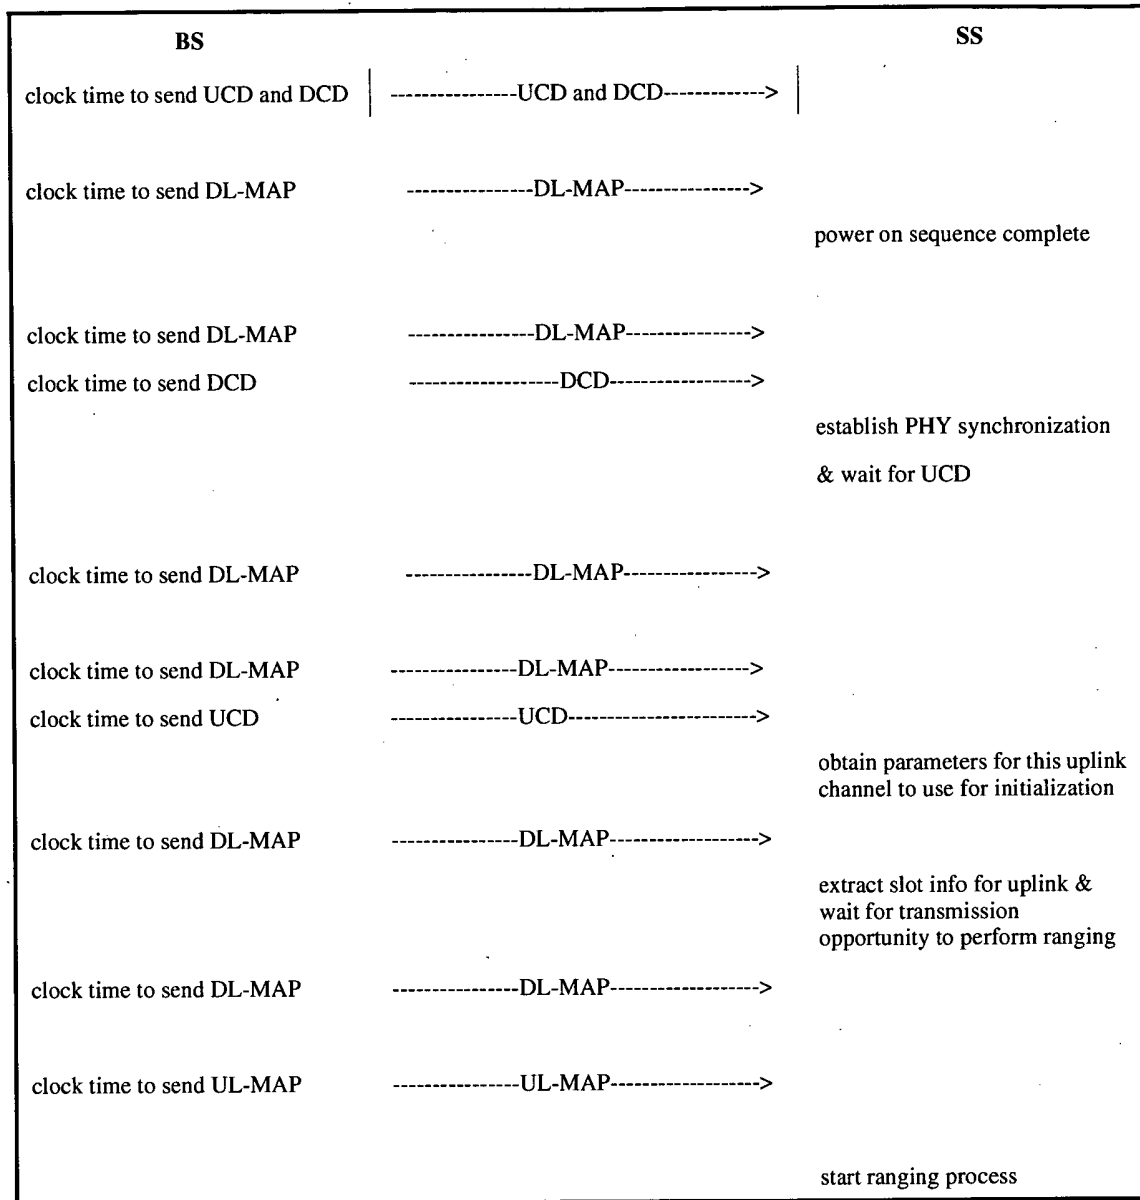 BS SS
clock time to send UCD and DCD | ----------------UCD and DCD-------------> |
clock time to send DL-MAP ----------------DL-MAP---------------->
power on sequence complete
clock time to send DL-MAP ----------------DL-MAP---------------->
clock time to send DCD -------------------DCD------------------>
establish PHY synchronization
& wait for UCD
clock time to send DL-MAP ----------------DL-MAP----------------->
clock time to send DL-MAP ----------------DL-MAP------------------>
clock time to send UCD ----------------UCD------------------------>
obtain parameters for this uplink
channel to use for initialization
clock time to send DL-MAP ----------------DL-MAP------------------->
extract slot info for uplink &
wait for transmission
opportunity to perform ranging
clock time to send DL-MAP ----------------DL-MAP------------------->
clock time to send UL-MAP ----------------UL-MAP------------------->
start ranging process